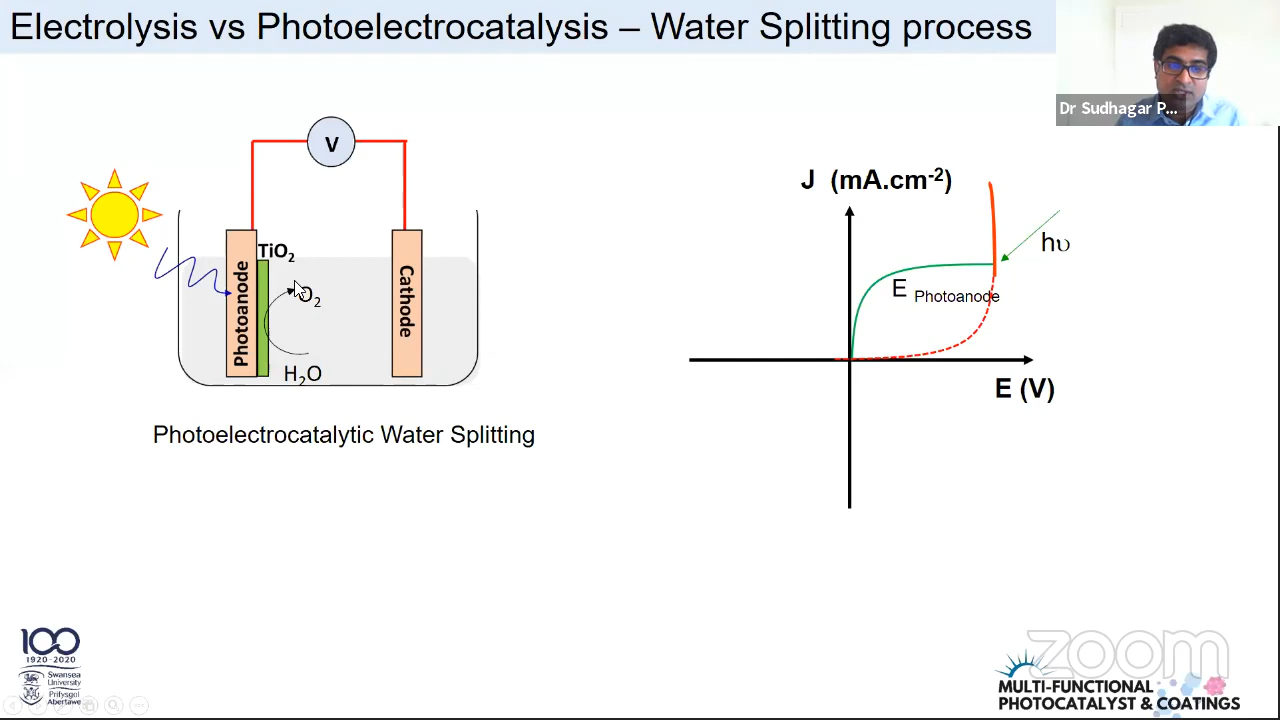 Electrolysis vs Photoelectrocatalysis – Water Splitting process
Dr Sudhagar P...
V
TiO2
Photoanode
O2
H2O
Cathode
Photoelectrocatalytic Water Splitting
J (mA.cm-2)
hυ
E Photoanode
E (V)
100
1920-2020
Swansea
University
Prifysgol
Abertawe
zoom
MULTI-FUNCTIONAL
PHOTOCATALYST & COATINGS